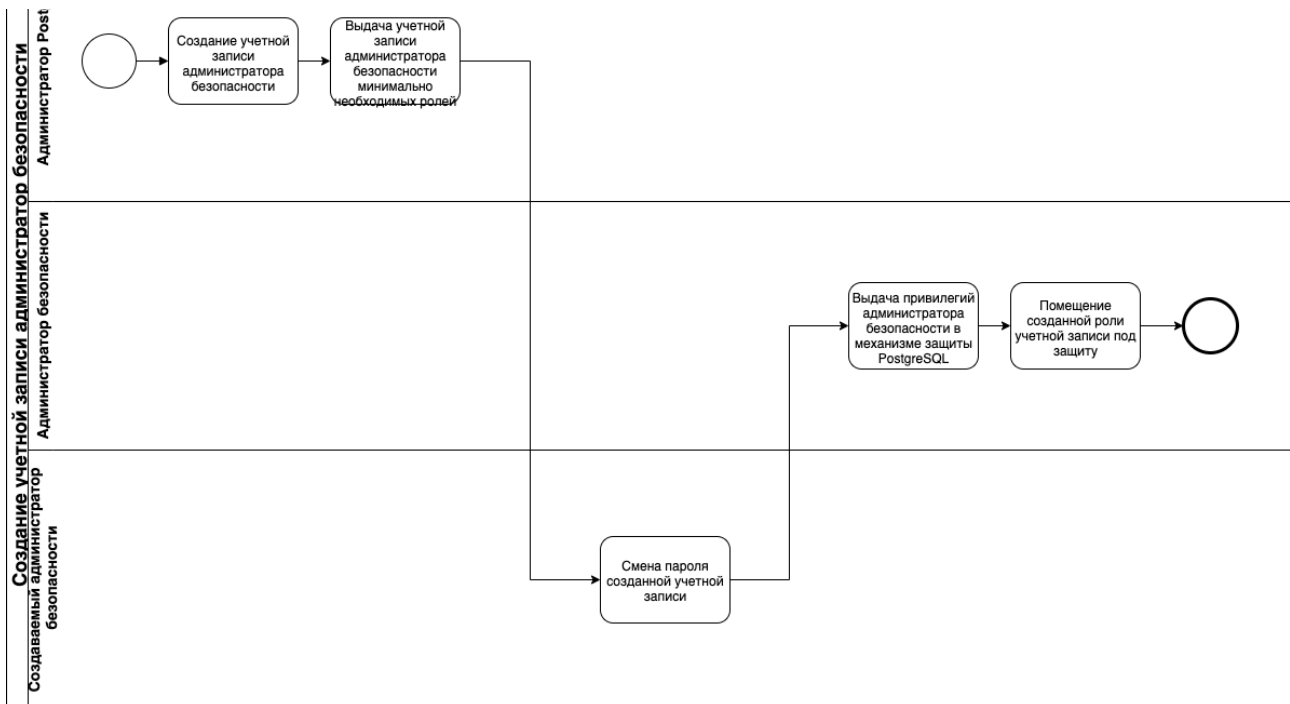 Создание учетной записи администратор безопасности
Администратор Post
Создание учетной
записи
администратора
безопасности
Выдача учетной
записи
администратора
безопасности
минимально
необходимых ролей
Администратор безопасности
Выдача привилегий
администратора
безопасности в
механизме защиты
PostgreSQL
Помещение
созданной роли
учетной записи под
защиту
Создаваемый администратор
безопасности
Смена пароля
созданной учетной
записи